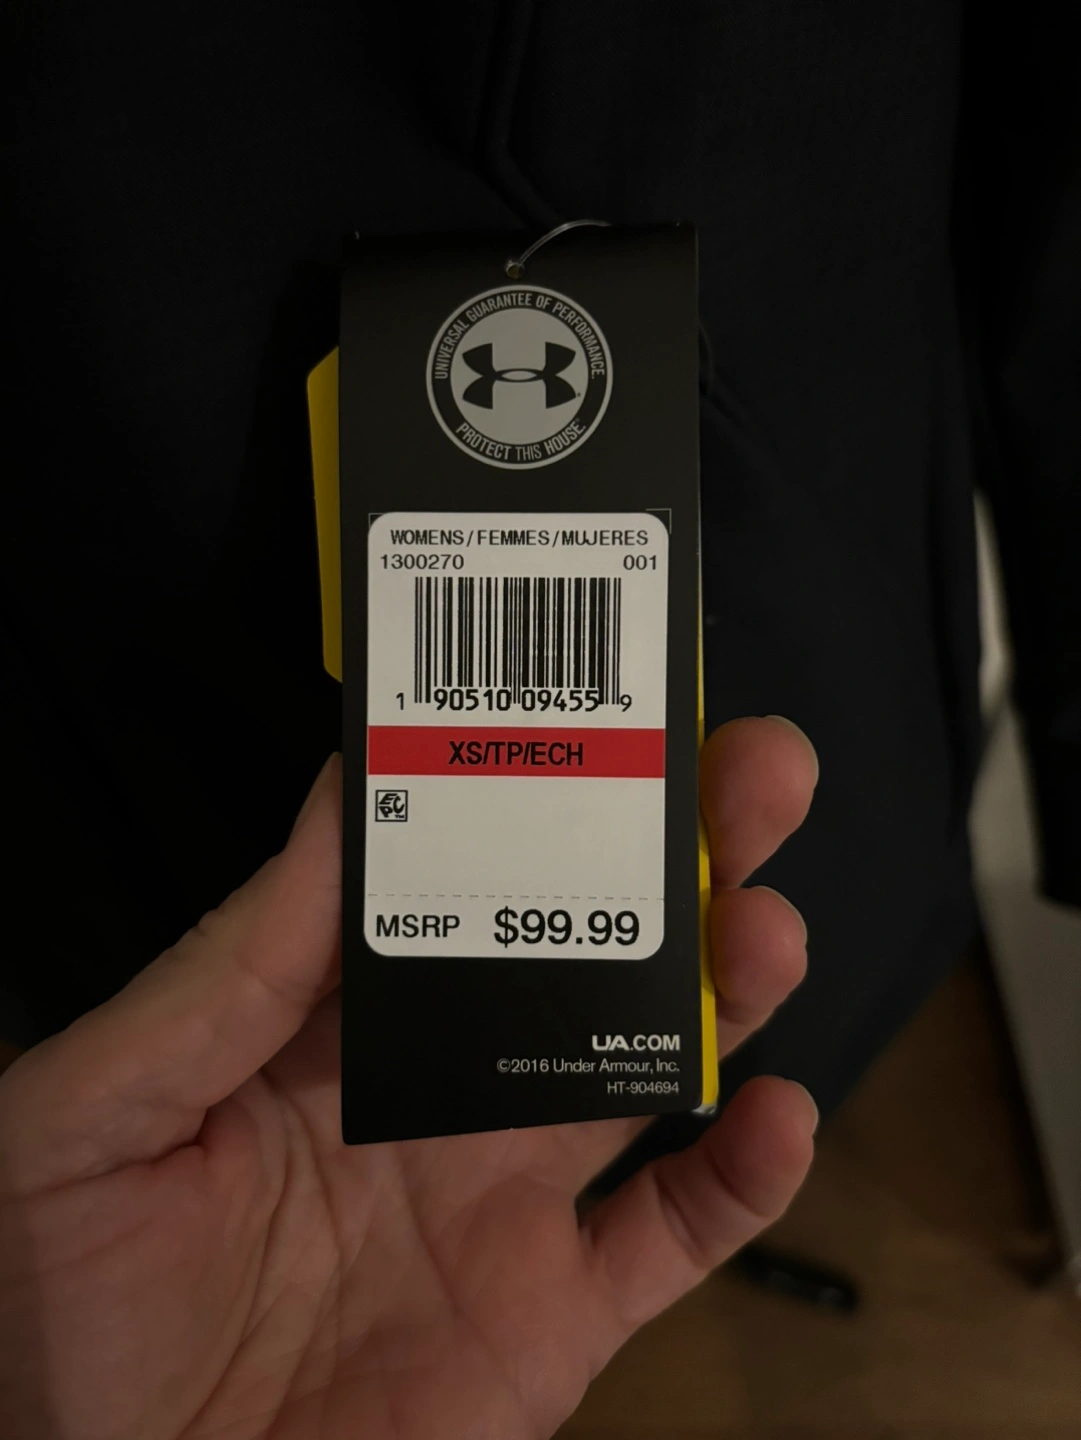 UNIVERSAL GUARANTEE OF PERFORMANCE.
PROTECT THIS HOUSE.
WOMENS/FEMMES/MUJERES
1300270 001
1 90510 09455 9
XS/TP/ECH
EPC™
MSRP $99.99
UA.COM
©2016 Under Armour, Inc.
HT-904694